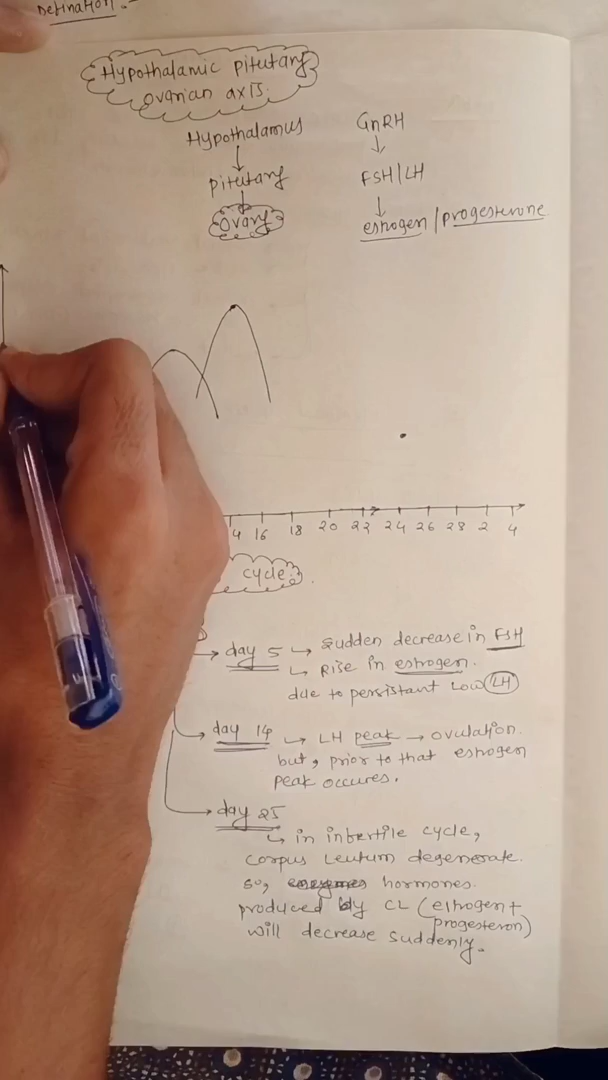 Defination:-
Hypothalamic pitutary
ovarian axis.
Hypothalamus GnRH
pitutary FSH/LH
ovary estrogen/progesterone
4 16 18 20 22 24 26 28 2 4
cycle.
day 5 → sudden decrease in FSH
↳ Rise in estrogen.
due to persistant low LH
day 14 ↳ LH peak → ovulation.
but, prior to that estrogen
peak occures.
day 25
↳ in infertile cycle,
corpus leutum degenerate.
so, hormones.
produced by CL (estrogen +
progesteron)
will decrease suddenly.